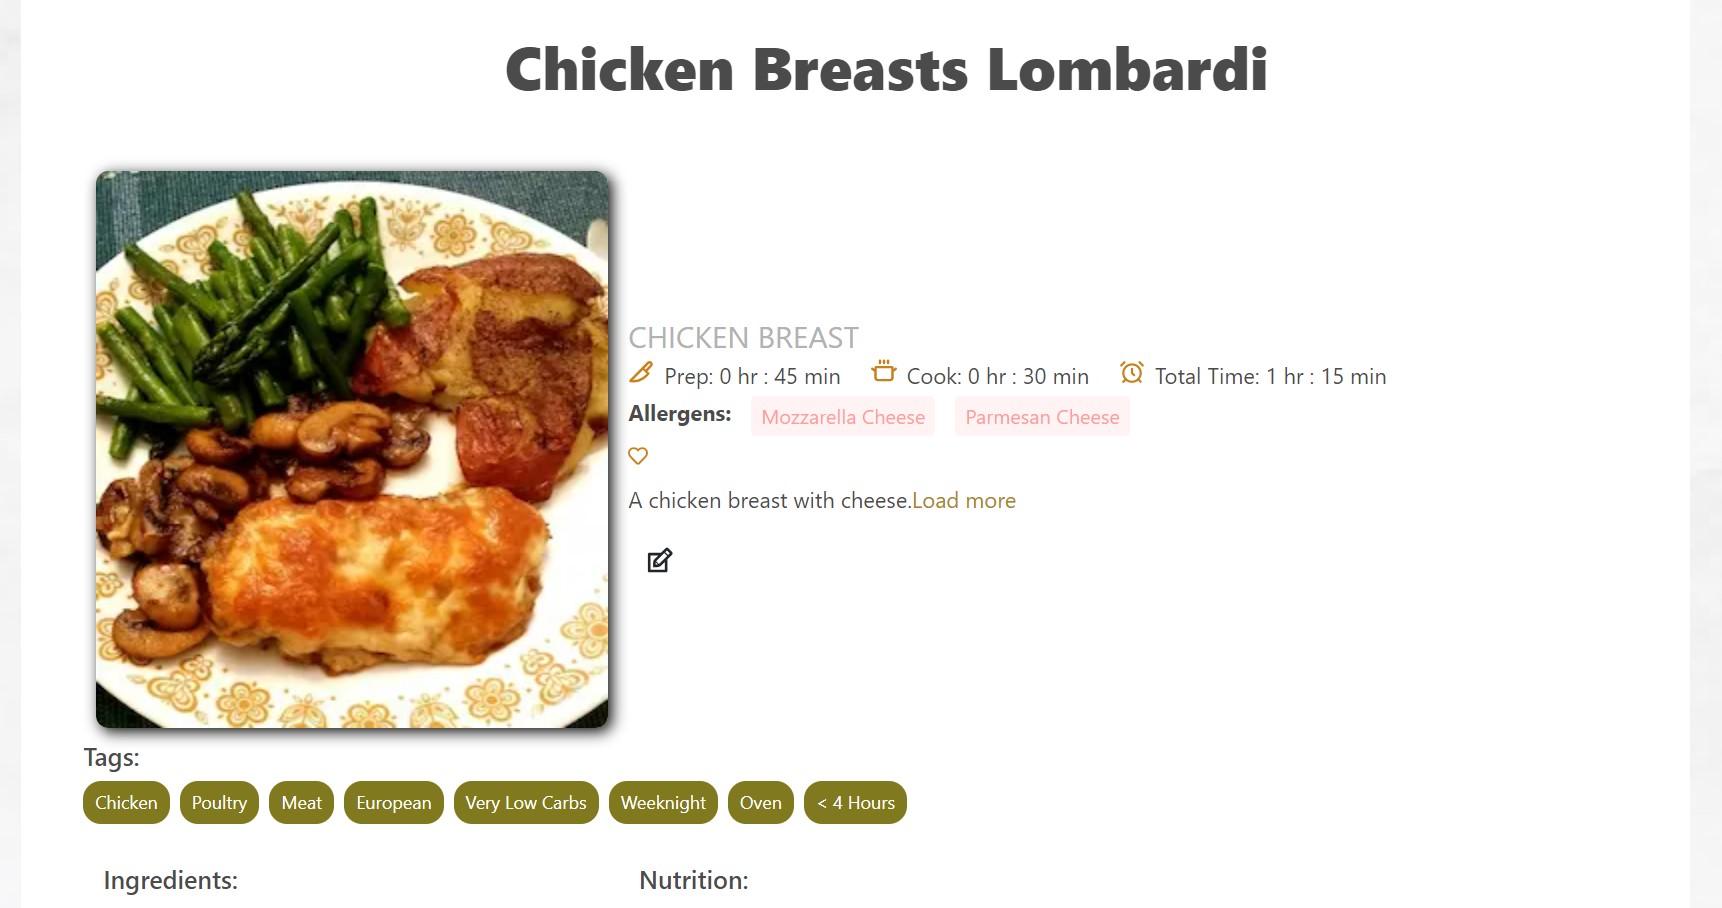 Chicken Breasts Lombardi
CHICKEN BREAST
Prep: 0 hr : 45 min Cook: 0 hr : 30 min Total Time: 1 hr : 15 min
Allergens: Mozzarella Cheese Parmesan Cheese
A chicken breast with cheese.Load more
Tags:
Chicken Poultry Meat European Very Low Carbs Weeknight Oven < 4 Hours
Ingredients: Nutrition: